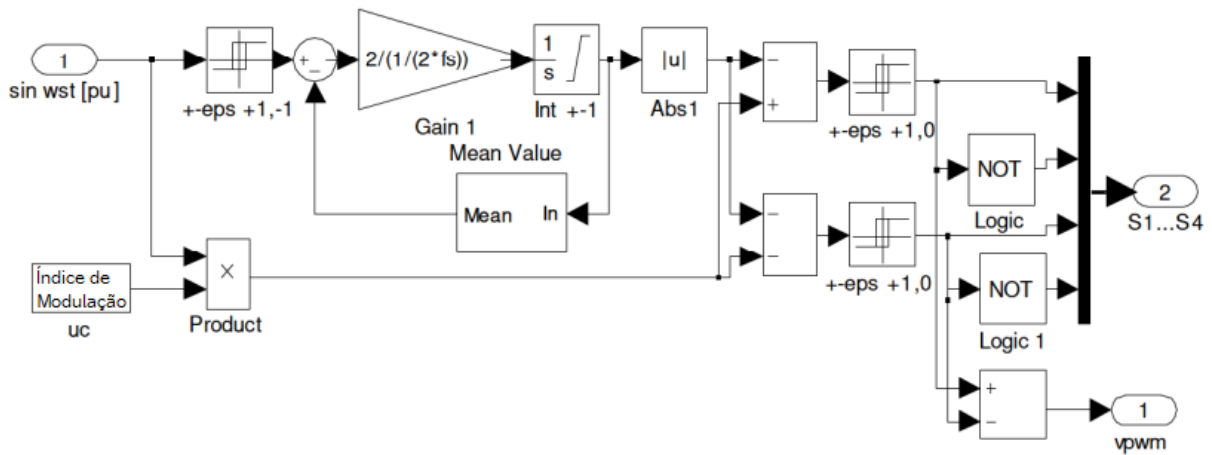 1
sin wst [pu]
+-eps +1,-1
+
−
2/(1/(2*fs))
Gain 1
1
s
Int +-1
|u|
Abs1
Mean Value
Mean
In
−
+
+-eps +1,0
−
−
+-eps +1,0
NOT
Logic
NOT
Logic 1
2
S1...S4
Índice de
Modulação
uc
×
Product
+
−
1
vpwm